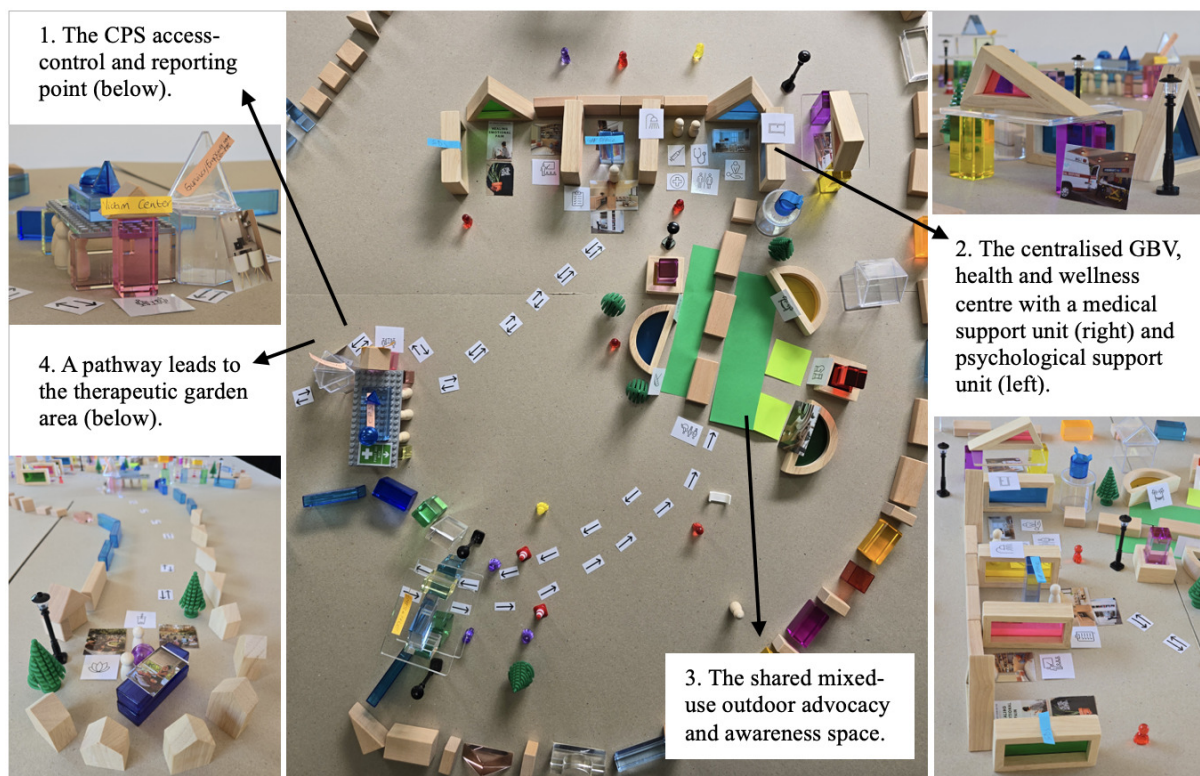 1. The CPS access-
control and reporting
point (below).
Victim Center
4. A pathway leads to
the therapeutic garden
area (below).
2. The centralised GBV,
health and wellness
centre with a medical
support unit (right) and
psychological support
unit (left).
3. The shared mixed-
use outdoor advocacy
and awareness space.